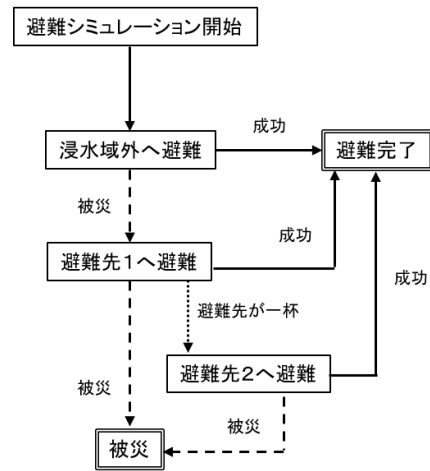 避難シミュレーション開始
浸水域外へ避難
成功
避難完了
被災
避難先1へ避難
成功
成功
避難先が一杯
避難先2へ避難
被災
被災
被災